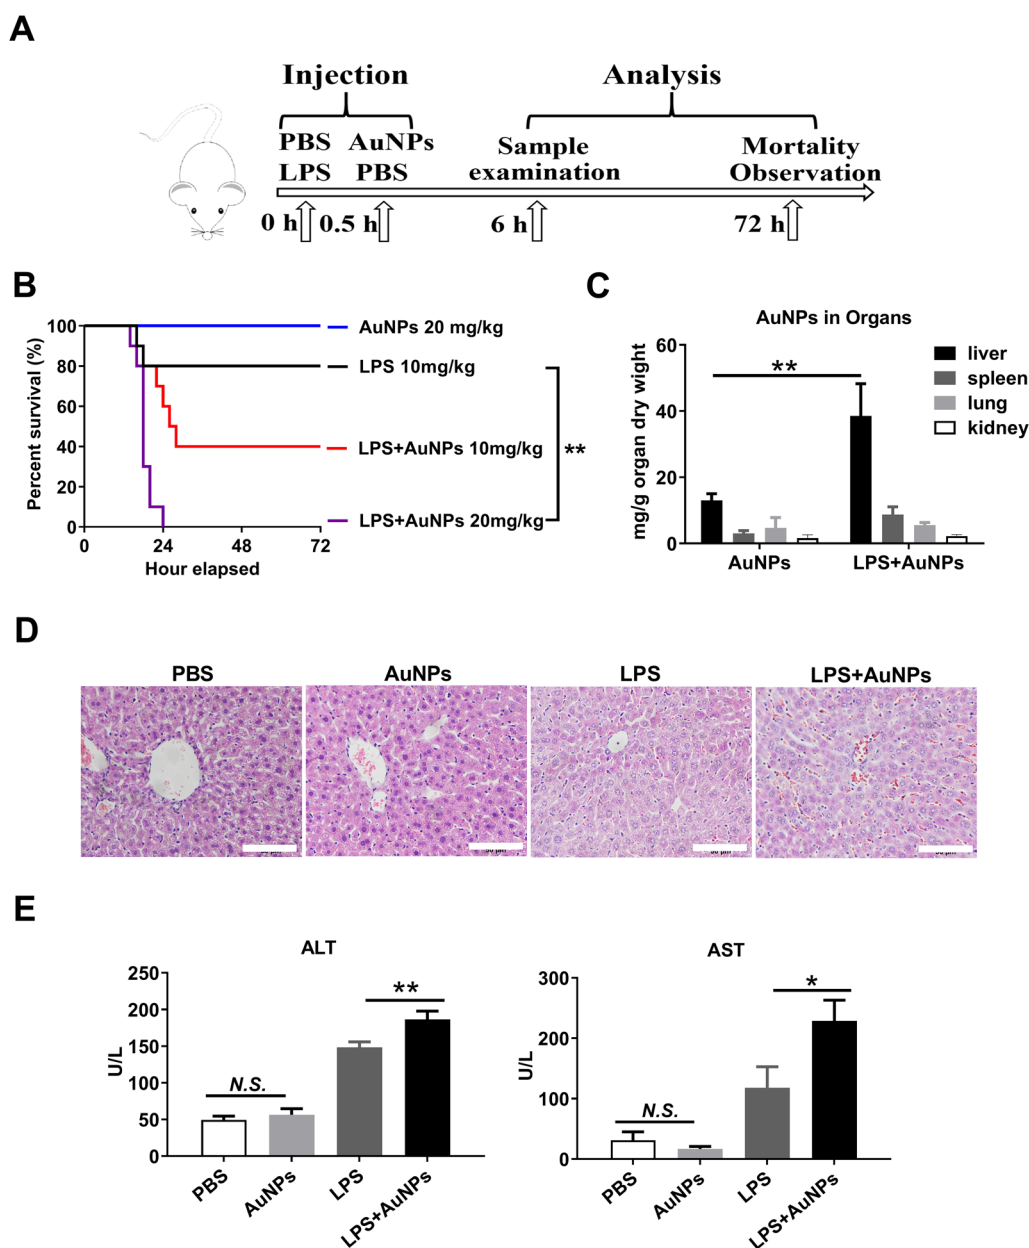 A
Injection
Analysis
PBS AuNPs
LPS PBS
Sample
examination
Mortality
Observation
0 h
0.5 h
6 h
72 h
B
Percent survival (%)
100
80
60
40
20
0
0
24
48
72
Hour elapsed
AuNPs 20 mg/kg
LPS 10mg/kg
LPS+AuNPs 10mg/kg
LPS+AuNPs 20mg/kg
**
C
AuNPs in Organs
mg/g organ dry wight
60
40
20
0
**
liver
spleen
lung
kidney
AuNPs
LPS+AuNPs
D
PBS
AuNPs
LPS
LPS+AuNPs
E
ALT
U/L
250
200
150
100
50
0
N.S.
**
PBS
AuNPs
LPS
LPS+AuNPs
AST
U/L
300
200
100
0
N.S.
*
PBS
AuNPs
LPS
LPS+AuNPs